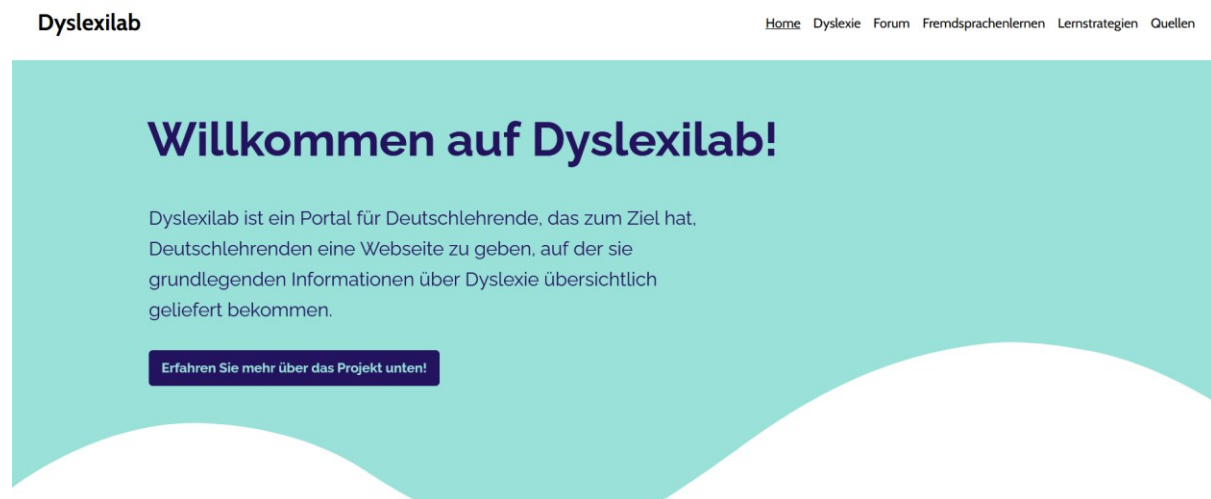 Dyslexilab
Home Dyslexie Forum Fremdsprachenlernen Lernstrategien Quellen
Willkommen auf Dyslexilab!
Dyslexilab ist ein Portal für Deutschlehrende, das zum Ziel hat,
Deutschlehrenden eine Webseite zu geben, auf der sie
grundlegenden Informationen über Dyslexie übersichtlich
geliefert bekommen.
Erfahren Sie mehr über das Projekt unten!